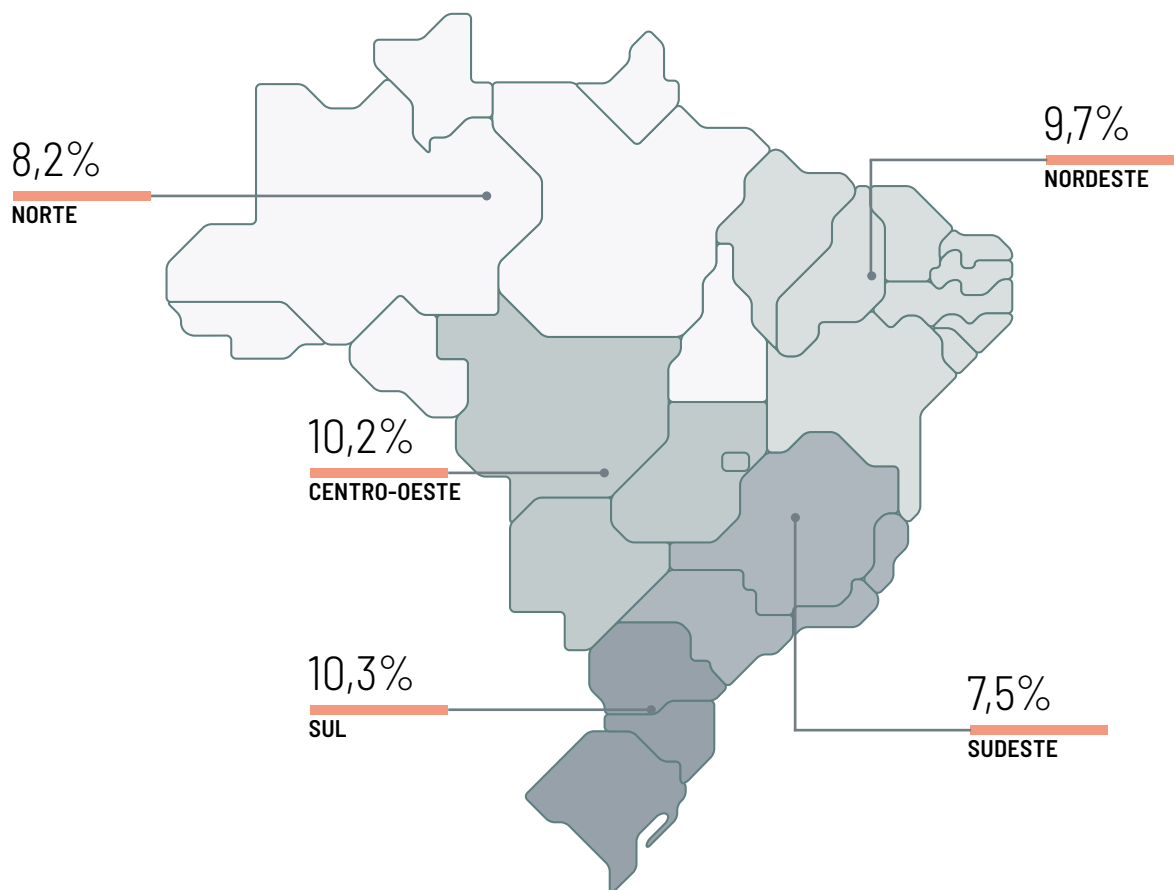 9,7%
NORDESTE
8,2%
NORTE
10,2%
CENTRO-OESTE
10,3%
SUL
7,5%
SUDESTE